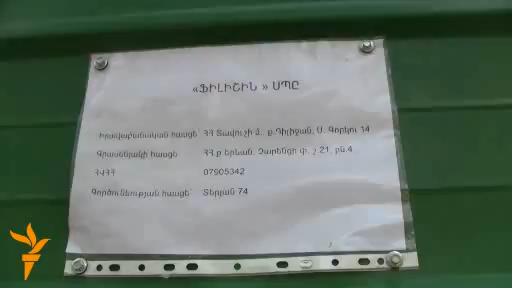 «ՖԻԼԻՇԻՆ » ՍՊԸ
Իրավաբանական հասցե՝ ՀՀ Տավուշի մ., ք.Դիլիջան, Մ. Գորկու 14
Գրասենյակի հասցե ՀՀ.ք Երևան, Չարենցի փ., շ 21, բն.4
ՀՎՀՀ 07905342
Գործունեության հասցե՝ Տերյան 74